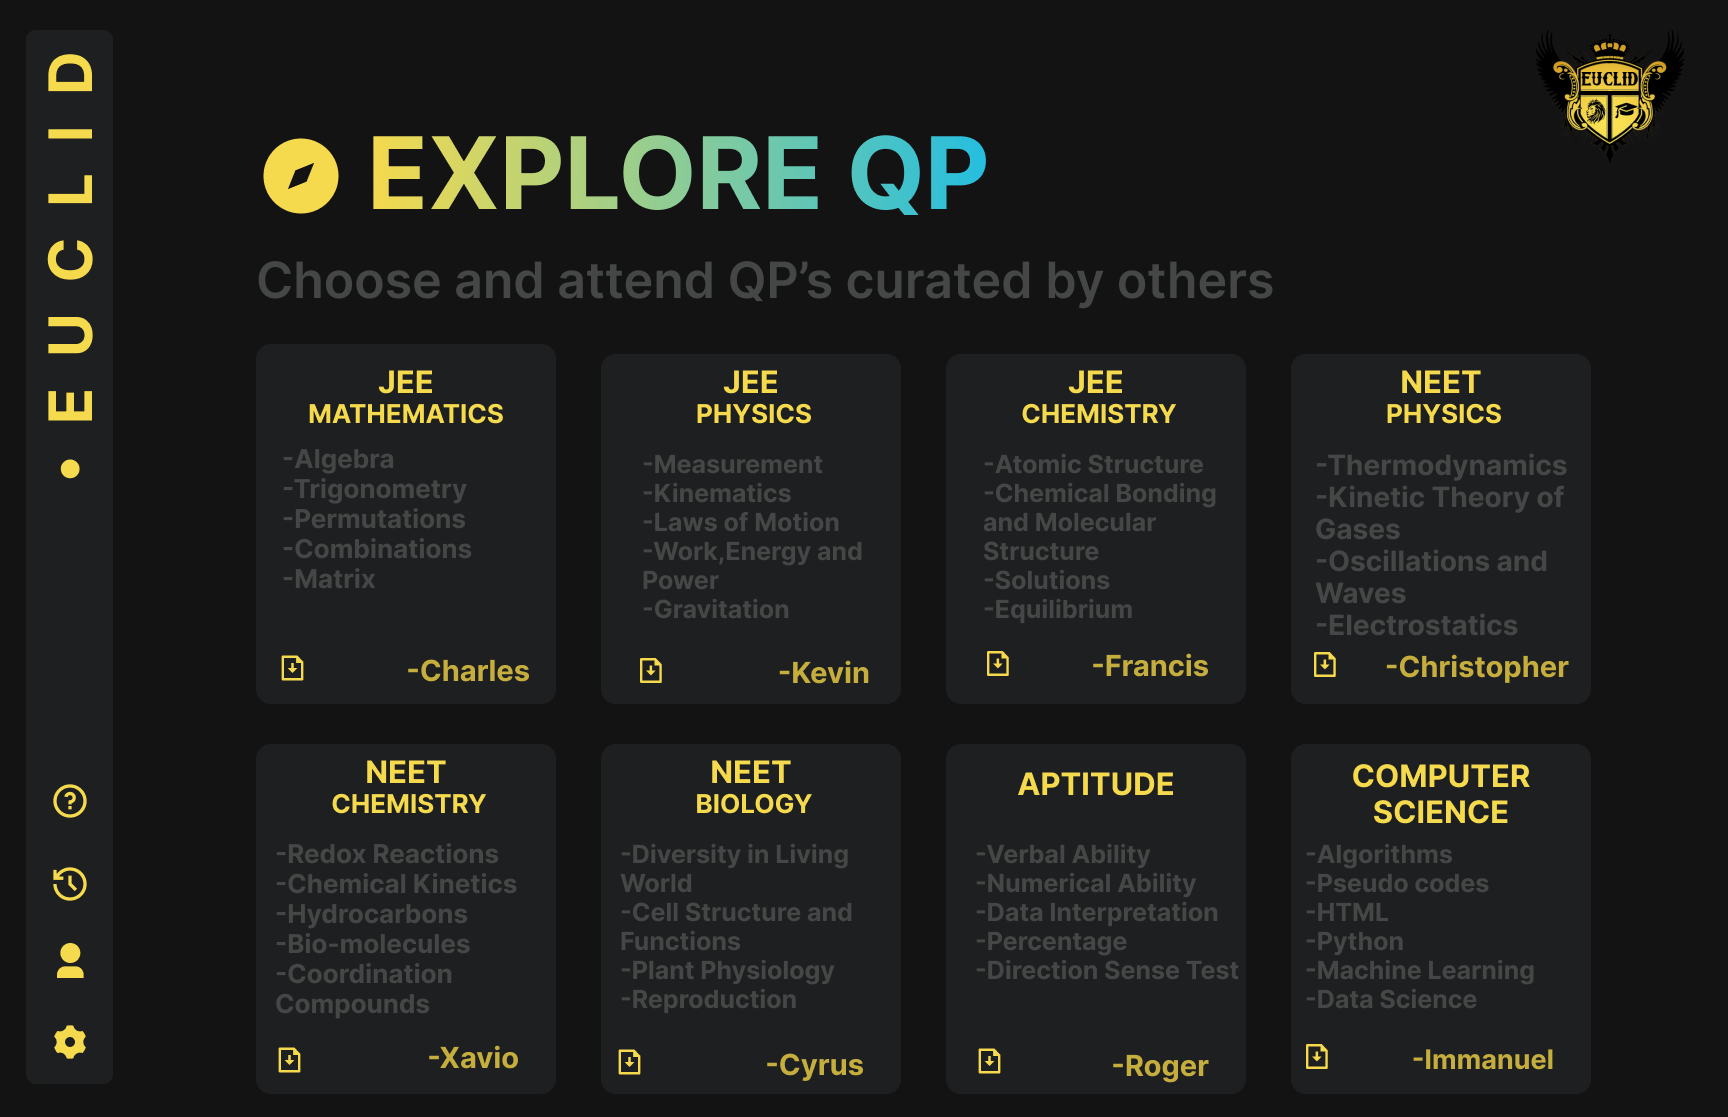 EUCLID
EUCLID
EXPLORE QP
Choose and attend QP’s curated by others
JEE
MATHEMATICS
-Algebra
-Trigonometry
-Permutations
-Combinations
-Matrix
-Charles
JEE
PHYSICS
-Measurement
-Kinematics
-Laws of Motion
-Work,Energy and
Power
-Gravitation
-Kevin
JEE
CHEMISTRY
-Atomic Structure
-Chemical Bonding
and Molecular
Structure
-Solutions
-Equilibrium
-Francis
NEET
PHYSICS
-Thermodynamics
-Kinetic Theory of
Gases
-Oscillations and
Waves
-Electrostatics
-Christopher
NEET
CHEMISTRY
-Redox Reactions
-Chemical Kinetics
-Hydrocarbons
-Bio-molecules
-Coordination
Compounds
-Xavio
NEET
BIOLOGY
-Diversity in Living
World
-Cell Structure and
Functions
-Plant Physiology
-Reproduction
-Cyrus
APTITUDE
-Verbal Ability
-Numerical Ability
-Data Interpretation
-Percentage
-Direction Sense Test
-Roger
COMPUTER
SCIENCE
-Algorithms
-Pseudo codes
-HTML
-Python
-Machine Learning
-Data Science
-Immanuel